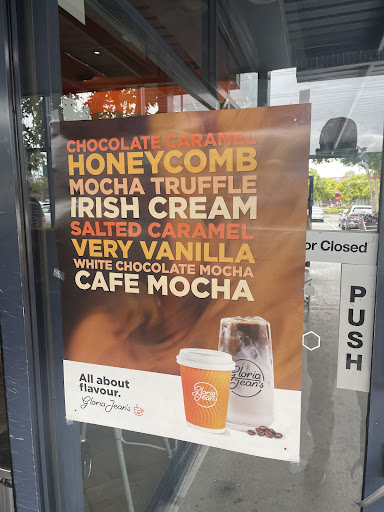 CHOCOLATE CARAMEL
HONEYCOMB
MOCHA TRUFFLE
IRISH CREAM
SALTED CARAMEL
VERY VANILLA
WHITE CHOCOLATE MOCHA
CAFE MOCHA
or Closed
PUSH
Gloria
Jean's
Gloria
Jean's
All about
flavour.
Gloria Jean's